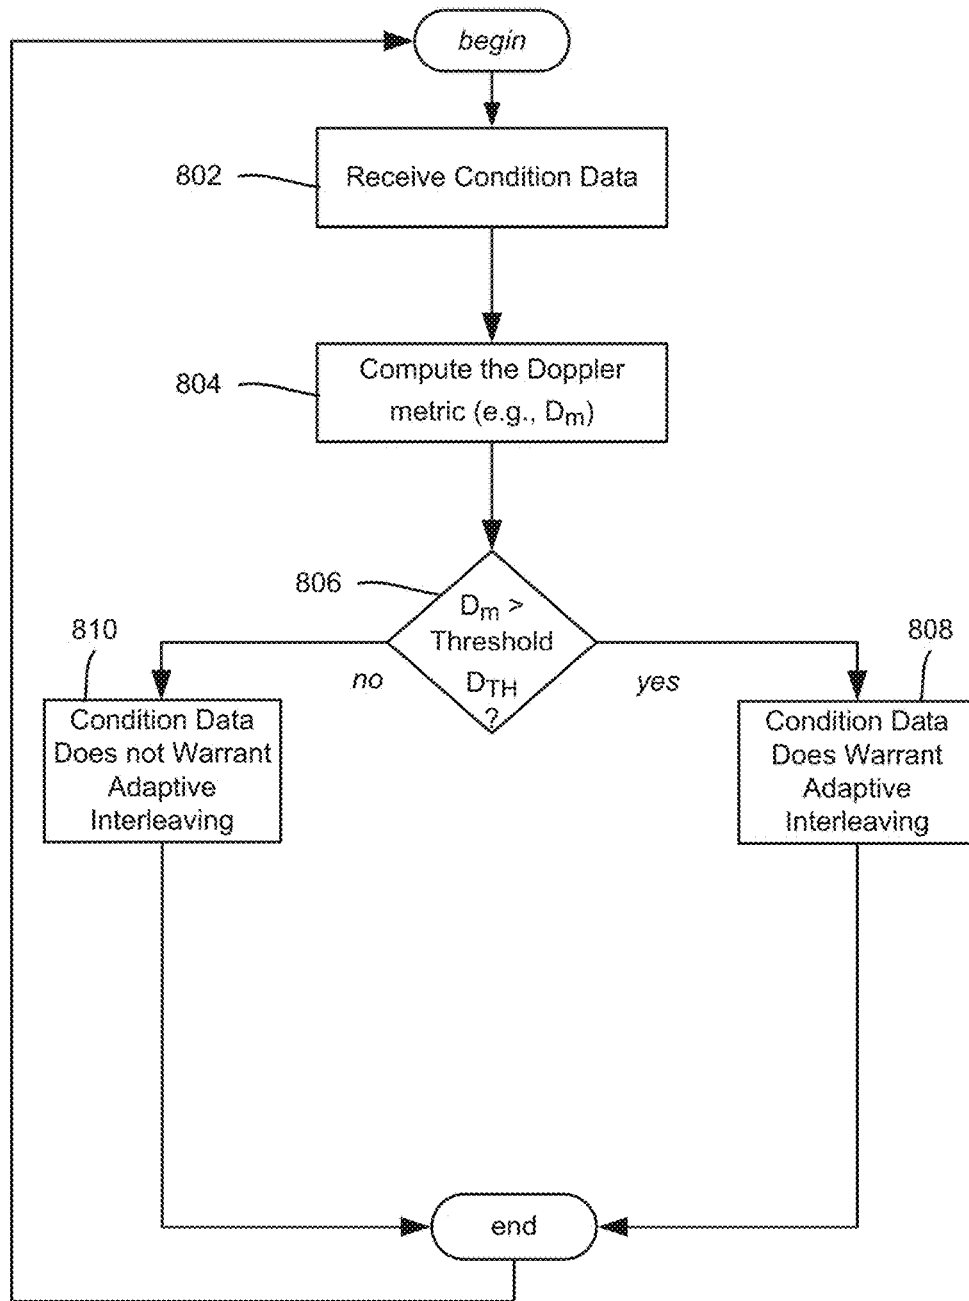 begin
802
Receive Condition Data
804
Compute the Doppler
metric (e.g., Dm)
806
Dm >
Threshold
DTH
?
no
yes
810
Condition Data
Does not Warrant
Adaptive
Interleaving
808
Condition Data
Does Warrant
Adaptive
Interleaving
end